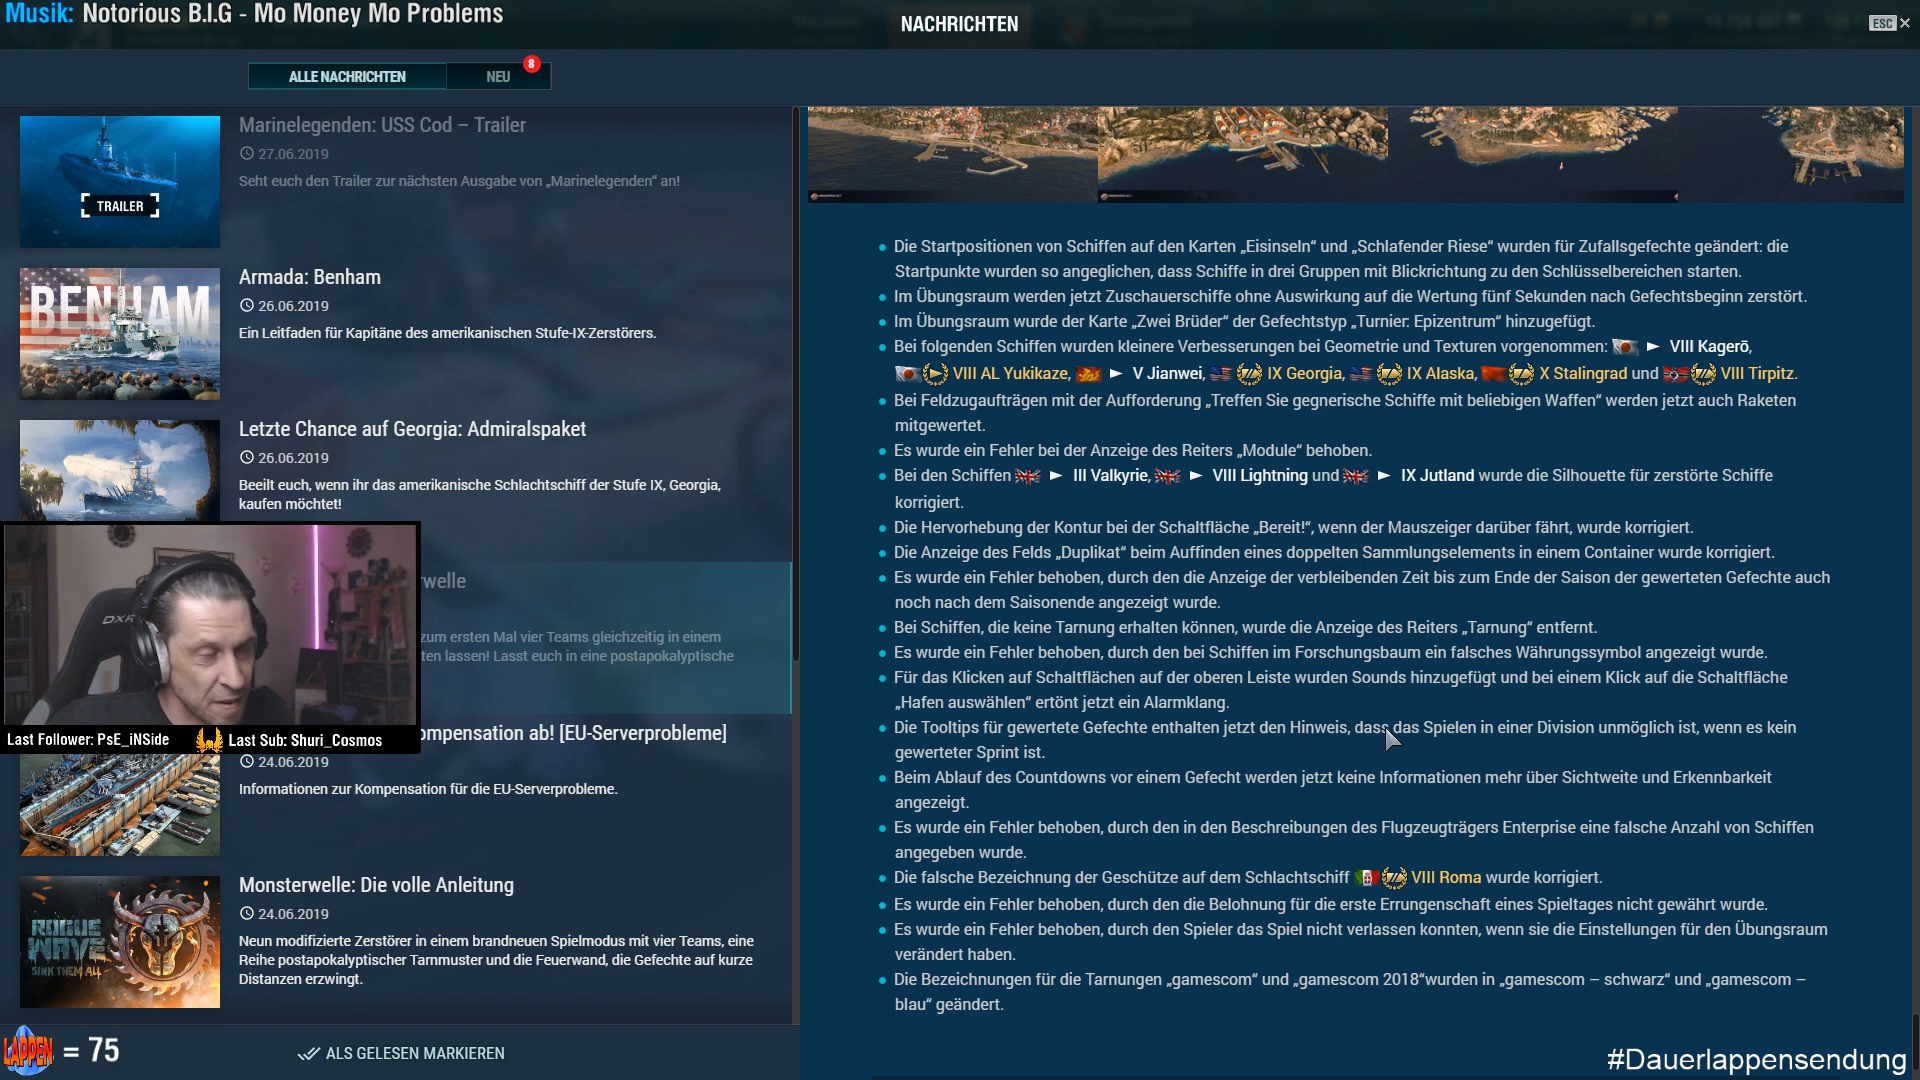 Musik: Notorious B.I.G - Mo Money Mo Problems
NACHRICHTEN
ESC
ALLE NACHRICHTEN
NEU
8
Marinelegenden: USS Cod – Trailer
27.06.2019
Seht euch den Trailer zur nächsten Ausgabe von „Marinelegenden“ an!
TRAILER
Armada: Benham
26.06.2019
Ein Leitfaden für Kapitäne des amerikanischen Stufe-IX-Zerstörers.
BENHAM
Letzte Chance auf Georgia: Admiralspaket
26.06.2019
Beeilt euch, wenn ihr das amerikanische Schlachtschiff der Stufe IX, Georgia,
kaufen möchtet!
rwelle
zum ersten Mal vier Teams gleichzeitig in einem
ten lassen! Lasst euch in eine postapokalyptische
DXR
Last Follower: PsE_iNSide
Last Sub: Shuri_Cosmos
ompensation ab! [EU-Serverprobleme]
24.06.2019
Informationen zur Kompensation für die EU-Serverprobleme.
Monsterwelle: Die volle Anleitung
24.06.2019
Neun modifizierte Zerstörer in einem brandneuen Spielmodus mit vier Teams, eine
Reihe postapokalyptischer Tarnmuster und die Feuerwand, die Gefechte auf kurze
Distanzen erzwingt.
ROGUE
WAVE
SINK THEM ALL
LAPPEN = 75
ALS GELESEN MARKIEREN
Die Startpositionen von Schiffen auf den Karten „Eisinseln“ und „Schlafender Riese“ wurden für Zufallsgefechte geändert: die
Startpunkte wurden so angeglichen, dass Schiffe in drei Gruppen mit Blickrichtung zu den Schlüsselbereichen starten.
Im Übungsraum werden jetzt Zuschauerschiffe ohne Auswirkung auf die Wertung fünf Sekunden nach Gefechtsbeginn zerstört.
Im Übungsraum wurde der Karte „Zwei Brüder“ der Gefechtstyp „Turnier: Epizentrum“ hinzugefügt.
Bei folgenden Schiffen wurden kleinere Verbesserungen bei Geometrie und Texturen vorgenommen: VIII Kagerō,
VIII AL Yukikaze, V Jianwei, IX Georgia, IX Alaska, X Stalingrad und VIII Tirpitz.
Bei Feldzugaufträgen mit der Aufforderung „Treffen Sie gegnerische Schiffe mit beliebigen Waffen“ werden jetzt auch Raketen
mitgewertet.
Es wurde ein Fehler bei der Anzeige des Reiters „Module“ behoben.
Bei den Schiffen III Valkyrie, VIII Lightning und IX Jutland wurde die Silhouette für zerstörte Schiffe
korrigiert.
Die Hervorhebung der Kontur bei der Schaltfläche „Bereit!“, wenn der Mauszeiger darüber fährt, wurde korrigiert.
Die Anzeige des Felds „Duplikat“ beim Auffinden eines doppelten Sammlungselements in einem Container wurde korrigiert.
Es wurde ein Fehler behoben, durch den die Anzeige der verbleibenden Zeit bis zum Ende der Saison der gewerteten Gefechte auch
noch nach dem Saisonende angezeigt wurde.
Bei Schiffen, die keine Tarnung erhalten können, wurde die Anzeige des Reiters „Tarnung“ entfernt.
Es wurde ein Fehler behoben, durch den bei Schiffen im Forschungsbaum ein falsches Währungssymbol angezeigt wurde.
Für das Klicken auf Schaltflächen auf der oberen Leiste wurden Sounds hinzugefügt und bei einem Klick auf die Schaltfläche
„Hafen auswählen“ ertönt jetzt ein Alarmklang.
Die Tooltips für gewertete Gefechte enthalten jetzt den Hinweis, dass das Spielen in einer Division unmöglich ist, wenn es kein
gewerteter Sprint ist.
Beim Ablauf des Countdowns vor einem Gefecht werden jetzt keine Informationen mehr über Sichtweite und Erkennbarkeit
angezeigt.
Es wurde ein Fehler behoben, durch den in den Beschreibungen des Flugzeugträgers Enterprise eine falsche Anzahl von Schiffen
angegeben wurde.
Die falsche Bezeichnung der Geschütze auf dem Schlachtschiff VIII Roma wurde korrigiert.
Es wurde ein Fehler behoben, durch den die Belohnung für die erste Errungenschaft eines Spieltages nicht gewährt wurde.
Es wurde ein Fehler behoben, durch den Spieler das Spiel nicht verlassen konnten, wenn sie die Einstellungen für den Übungsraum
verändert haben.
Die Bezeichnungen für die Tarnungen „gamescom“ und „gamescom 2018“wurden in „gamescom – schwarz“ und „gamescom –
blau“ geändert.
#Dauerlappensendung